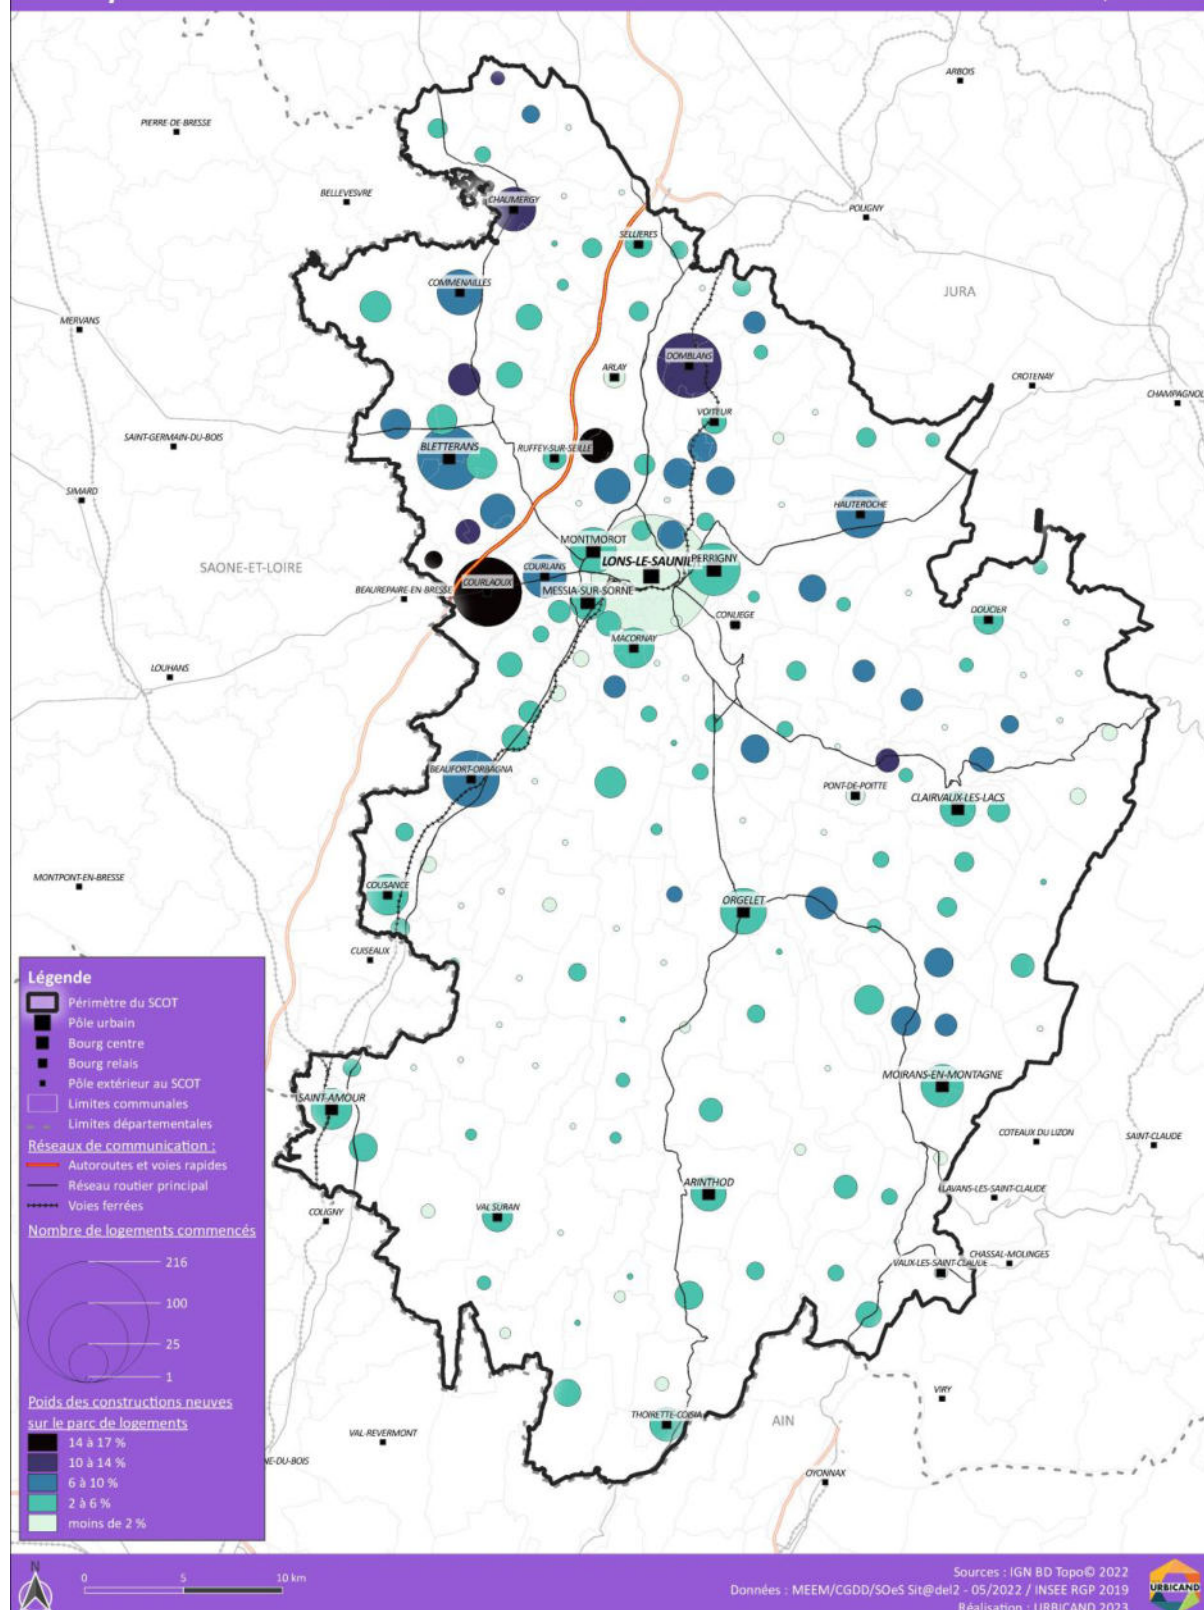 ARBOIS
PIERRE-DE-BRESSE
BELLEVESVRE
CHAUMERGY
POLIGNY
SELLIERES
COMMENAILLES
JURA
MERVANS
DOMBLANS
ARLAY
CROTENAY
CHAMPAGNOL
VOITEUR
SAINT-GERMAIN-DU-BOIS
BLETTERANS
RUFFEY-SUR-SEILLE
SIMARD
HAUTEROCHE
MONTMOROT
SAONE-ET-LOIRE
COURLANS
LONS-LE-SAUNIE
PERRIGNY
COURLAOUX
BEAUREPAIRE-EN-BRESSE
MESSIA-SUR-SORNE
DOUCIER
CONLIEGE
MACORNAY
LOUHANS
BEAUFORT-ORBAGNA
PONT-DE-POITTE
CLAIRVAUX-LES-LACS
MONTPONT-EN-BRESSE
COUSANCE
ORGELET
CUISEAUX
MOIRANS-EN-MONTAGNE
SAINT-AMOUR
COTEAUX DU LIZON
SAINT-CLAUDE
ARINTHOD
LAVANS-LES-SAINT-CLAUDE
VAL SURAN
COLIGNY
CHASSAL-MOLINGES
VAUX-LES-SAINT-CLAUDE
VIRY
THOIRETTE-COISIA
AIN
VAL-REVERMONT
NE-DU-BOIS
OYONNAX
Légende
Périmètre du SCOT
Pôle urbain
Bourg centre
Bourg relais
Pôle extérieur au SCOT
Limites communales
Limites départementales
Réseaux de communication :
Autoroutes et voies rapides
Réseau routier principal
Voies ferrées
Nombre de logements commencés
216
100
25
1
Poids des constructions neuves
sur le parc de logements
14 à 17 %
10 à 14 %
6 à 10 %
2 à 6 %
moins de 2 %
N
0 5 10 km
Sources : IGN BD Topo© 2022
Données : MEEM/CGDD/SOeS Sit@del2 - 05/2022 / INSEE RGP 2019
Réalisation : URBICAND 2023
URBICAND